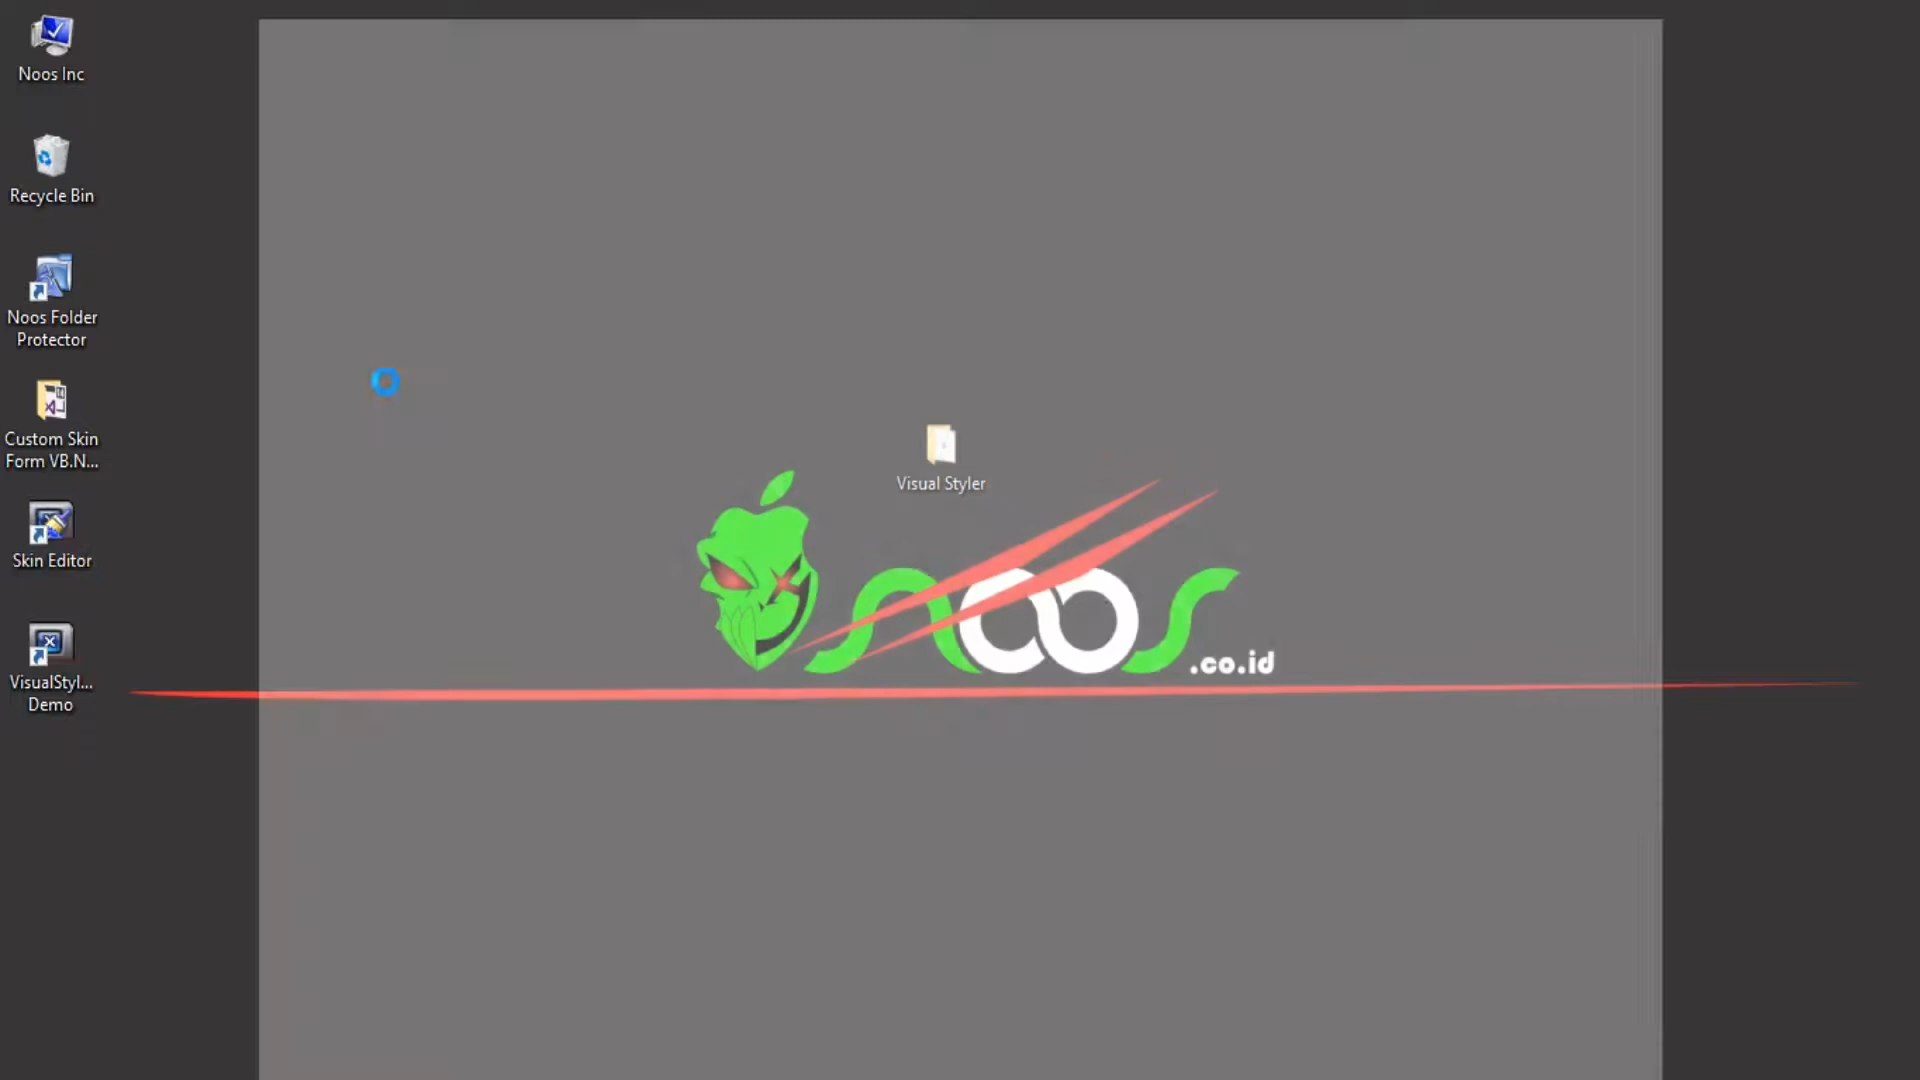 Noos Inc
Recycle Bin
Noos Folder
Protector
Custom Skin
Form VB.N...
Skin Editor
VisualStyl...
Demo
Visual Styler
noos
.co.id